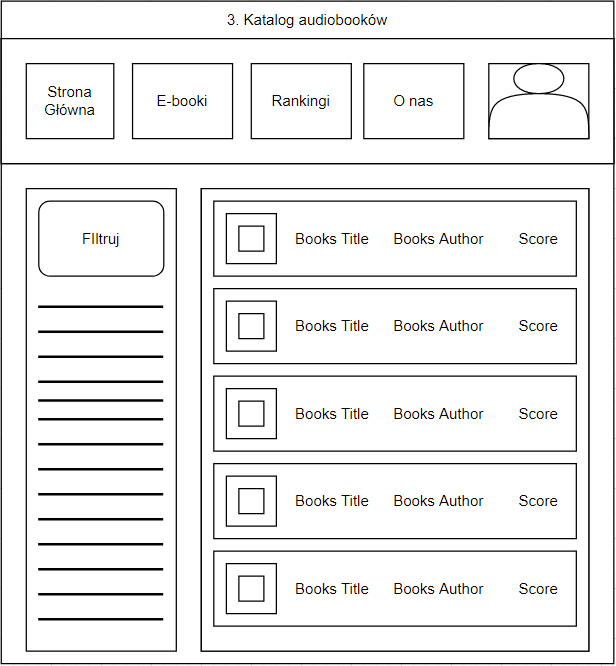 3. Katalog audiobooków
Strona
Główna
E-booki
Rankingi
O nas
FIltruj
Books Title Books Author Score
Books Title Books Author Score
Books Title Books Author Score
Books Title Books Author Score
Books Title Books Author Score